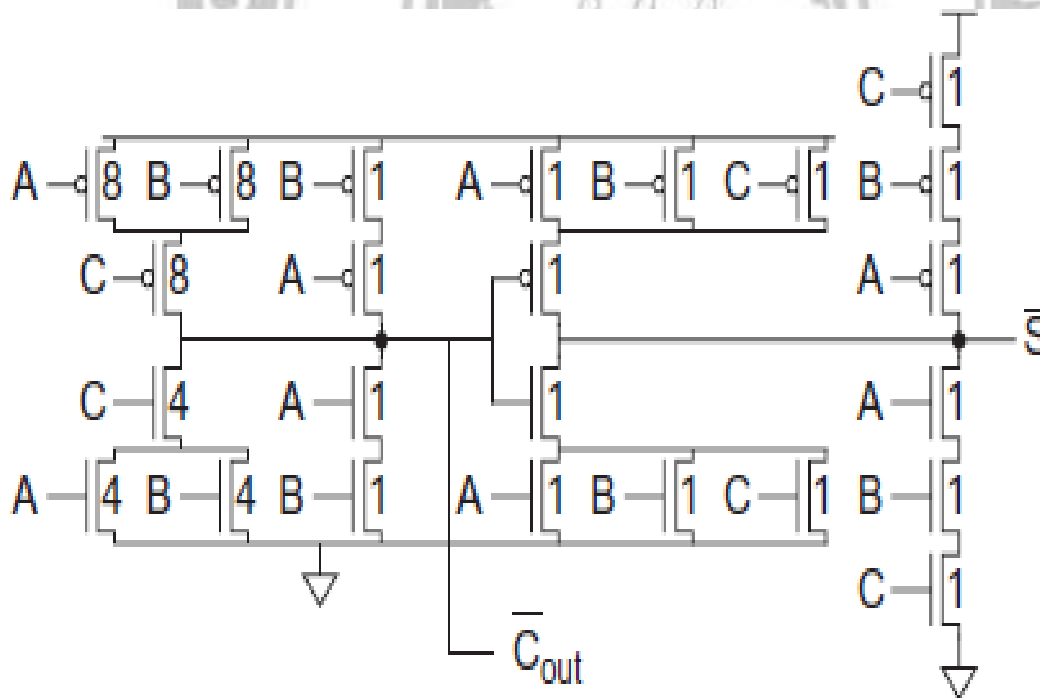 C 1
A 8 B 8 B 1 A 1 B 1 C 1 B 1
C 8 A 1 1 A 1
S̅
C 4 A 1 1 A 1
A 4 B 4 B 1 A 1 B 1 C 1 B 1
C 1
C̅out